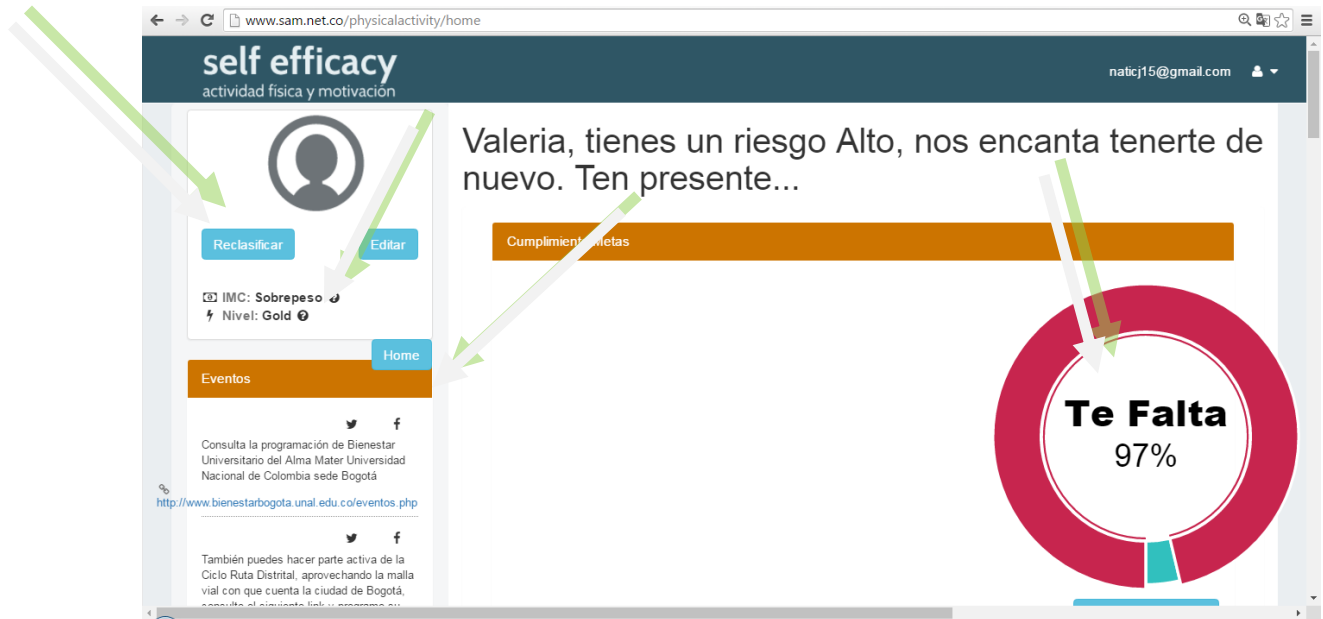 www.sam.net.co/physicalactivity/home
self efficacy
actividad física y motivación
naticj15@gmail.com
Valeria, tienes un riesgo Alto, nos encanta tenerte de
nuevo. Ten presente...
Reclasificar
Editar
IMC: Sobrepeso
Nivel: Gold
Home
Eventos
Consulta la programación de Bienestar
Universitario del Alma Mater Universidad
Nacional de Colombia sede Bogotá
http://www.bienestarbogota.unal.edu.co/eventos.php
También puedes hacer parte activa de la
Ciclo Ruta Distrital, aprovechando la malla
vial con que cuenta la ciudad de Bogotá,
Cumplimiento Metas
Te Falta
97%